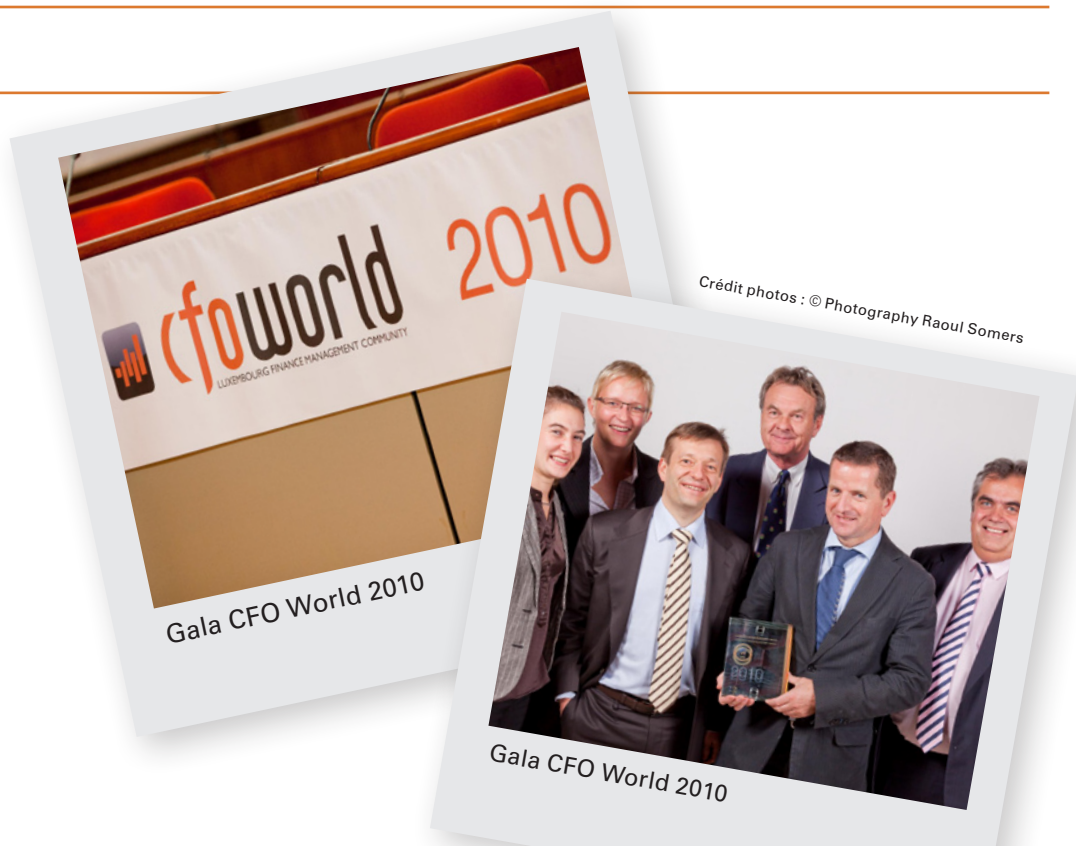 cfoworld 2010
LUXEMBOURG FINANCE MANAGEMENT COMMUNITY
Gala CFO World 2010
Crédit photos : © Photography Raoul Somers
2010
Gala CFO World 2010